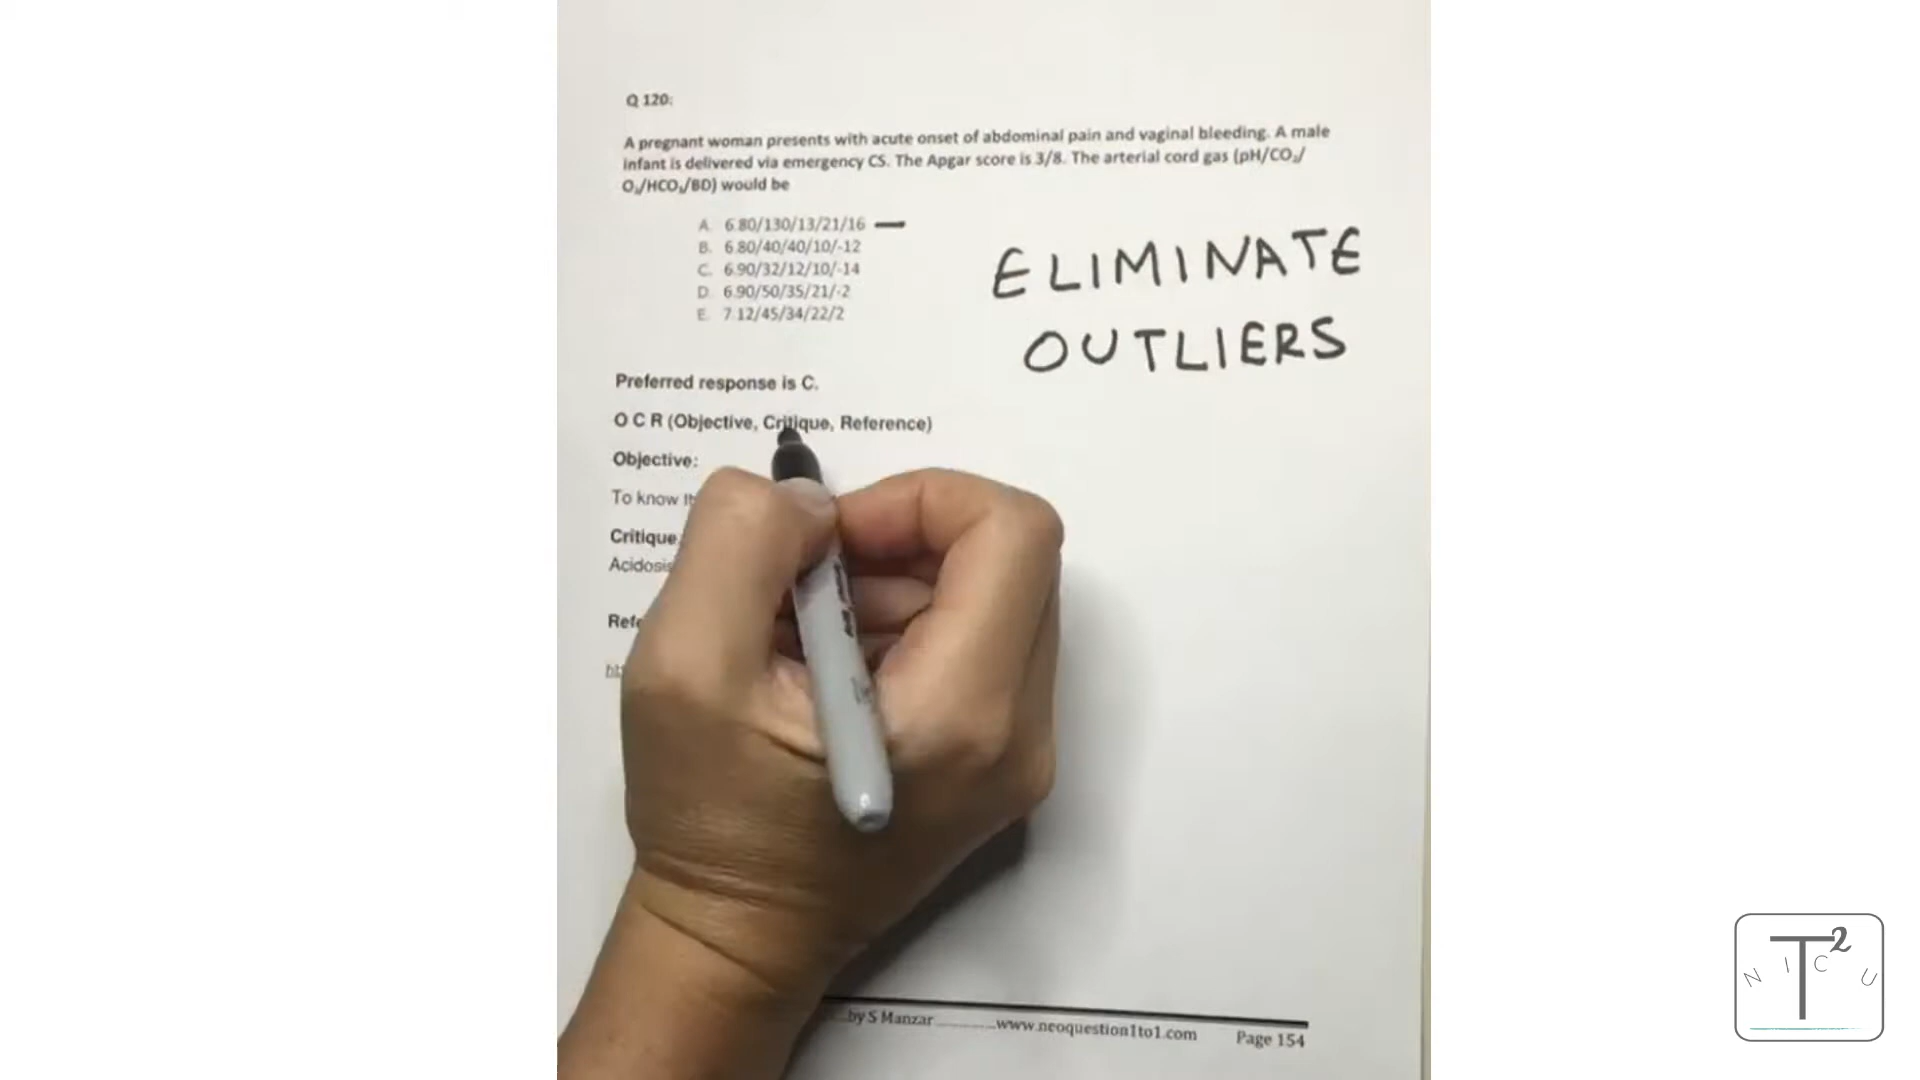 Q 120:
A pregnant woman presents with acute onset of abdominal pain and vaginal bleeding. A male
infant is delivered via emergency CS. The Apgar score is 3/8. The arterial cord gas (pH/CO₂/
O₂/HCO₃/BD) would be
A. 6.80/130/13/21/16
B. 6.80/40/40/10/-12
C. 6.90/32/12/10/-14
D. 6.90/50/35/21/-2
E. 7.12/45/34/22/2
ELIMINATE
OUTLIERS
Preferred response is C.
O C R (Objective, Critique, Reference)
Objective:
To know
Critique
Acidosis
by S Manzar ..............www.neoquestion1to1.com Page 154
T²
N I C U